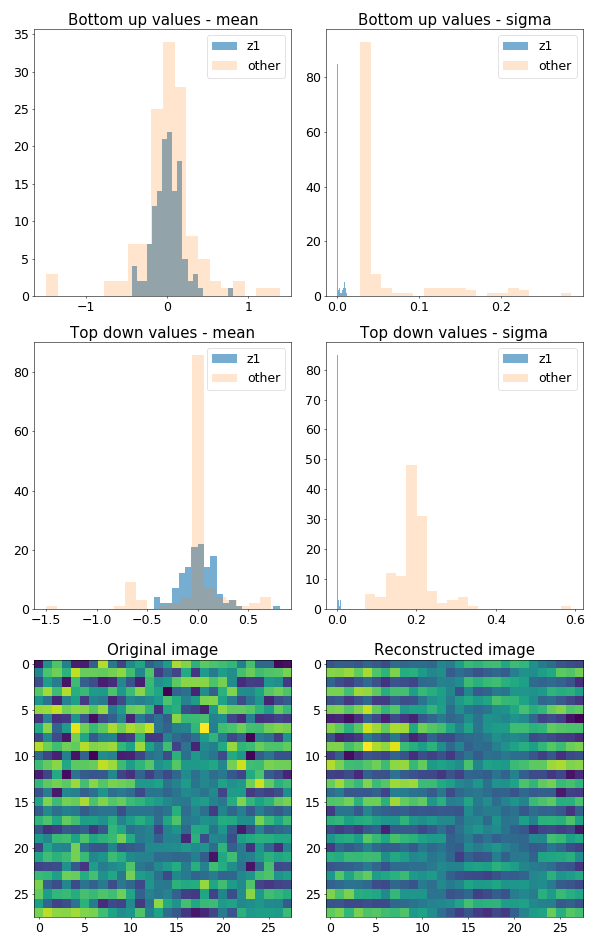 Bottom up values - mean
z1
other
35
30
25
20
15
10
5
0
−1 0 1
Bottom up values - sigma
z1
other
80
60
40
20
0
0.0 0.1 0.2
Top down values - mean
z1
other
80
60
40
20
0
−1.5 −1.0 −0.5 0.0 0.5
Top down values - sigma
z1
other
80
70
60
50
40
30
20
10
0
0.0 0.2 0.4 0.6
Original image
0
5
10
15
20
25
0 5 10 15 20 25
Reconstructed image
0
5
10
15
20
25
0 5 10 15 20 25